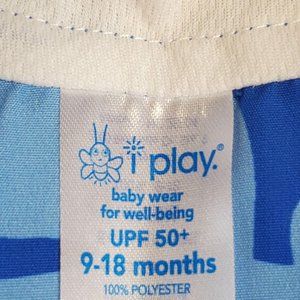 i play.®
baby wear
for well-being
UPF 50+
9-18 months
100% POLYESTER